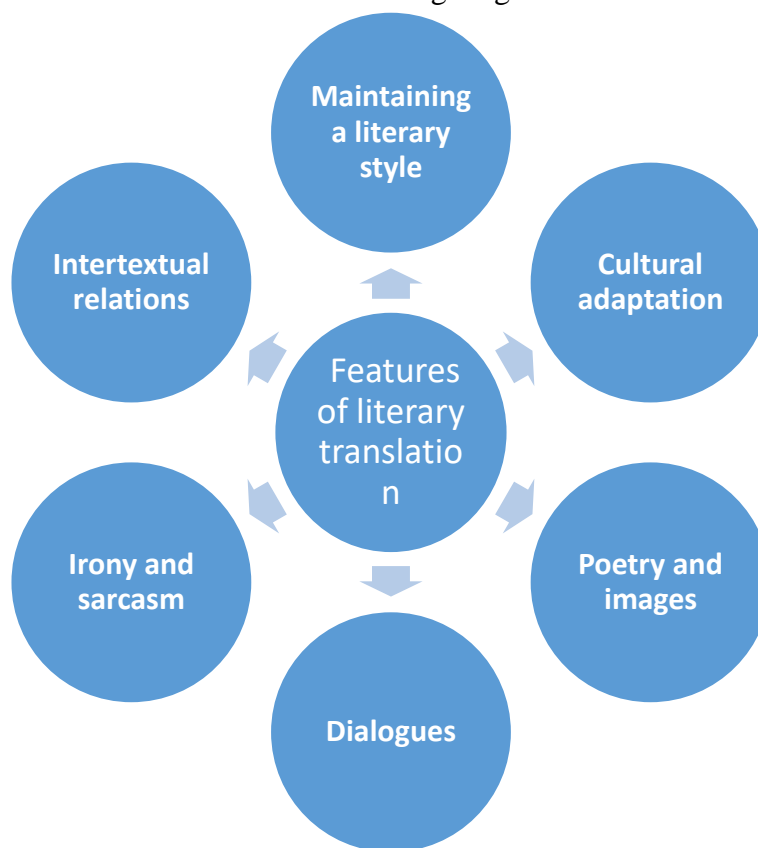 Maintaining
a literary
style
Intertextual
relations
Cultural
adaptation
Features
of literary
translatio
n
Irony and
sarcasm
Poetry and
images
Dialogues